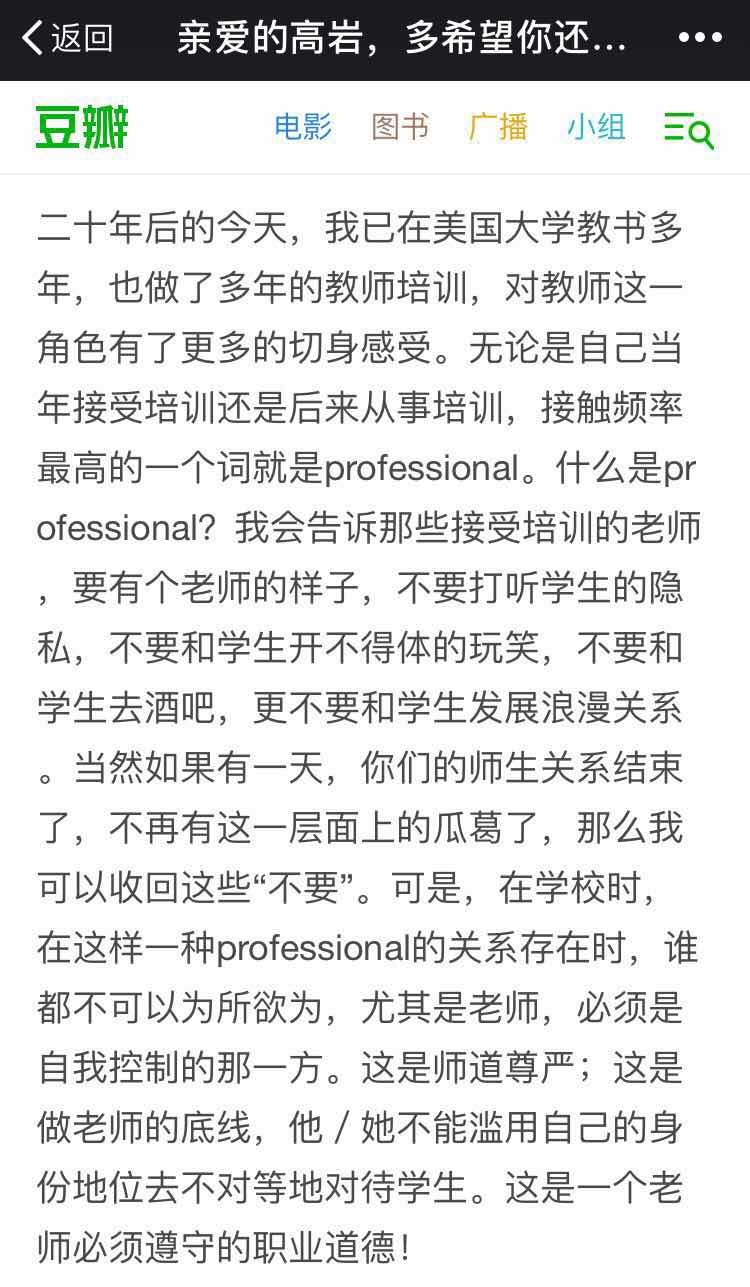 返回 亲爱的高岩，多希望你还... •••
豆瓣 电影 图书 广播 小组
二十年后的今天，我已在美国大学教书多
年，也做了多年的教师培训，对教师这一
角色有了更多的切身感受。无论是自己当
年接受培训还是后来从事培训，接触频率
最高的一个词就是professional。什么是pr
ofessional？我会告诉那些接受培训的老师
，要有个老师的样子，不要打听学生的隐
私，不要和学生开不得体的玩笑，不要和
学生去酒吧，更不要和学生发展浪漫关系
。当然如果有一天，你们的师生关系结束
了，不再有这一层面上的瓜葛了，那么我
可以收回这些“不要”。可是，在学校时，
在这样一种professional的关系存在时，谁
都不可以为所欲为，尤其是老师，必须是
自我控制的那一方。这是师道尊严；这是
做老师的底线，他／她不能滥用自己的身
份地位去不对等地对待学生。这是一个老
师必须遵守的职业道德！